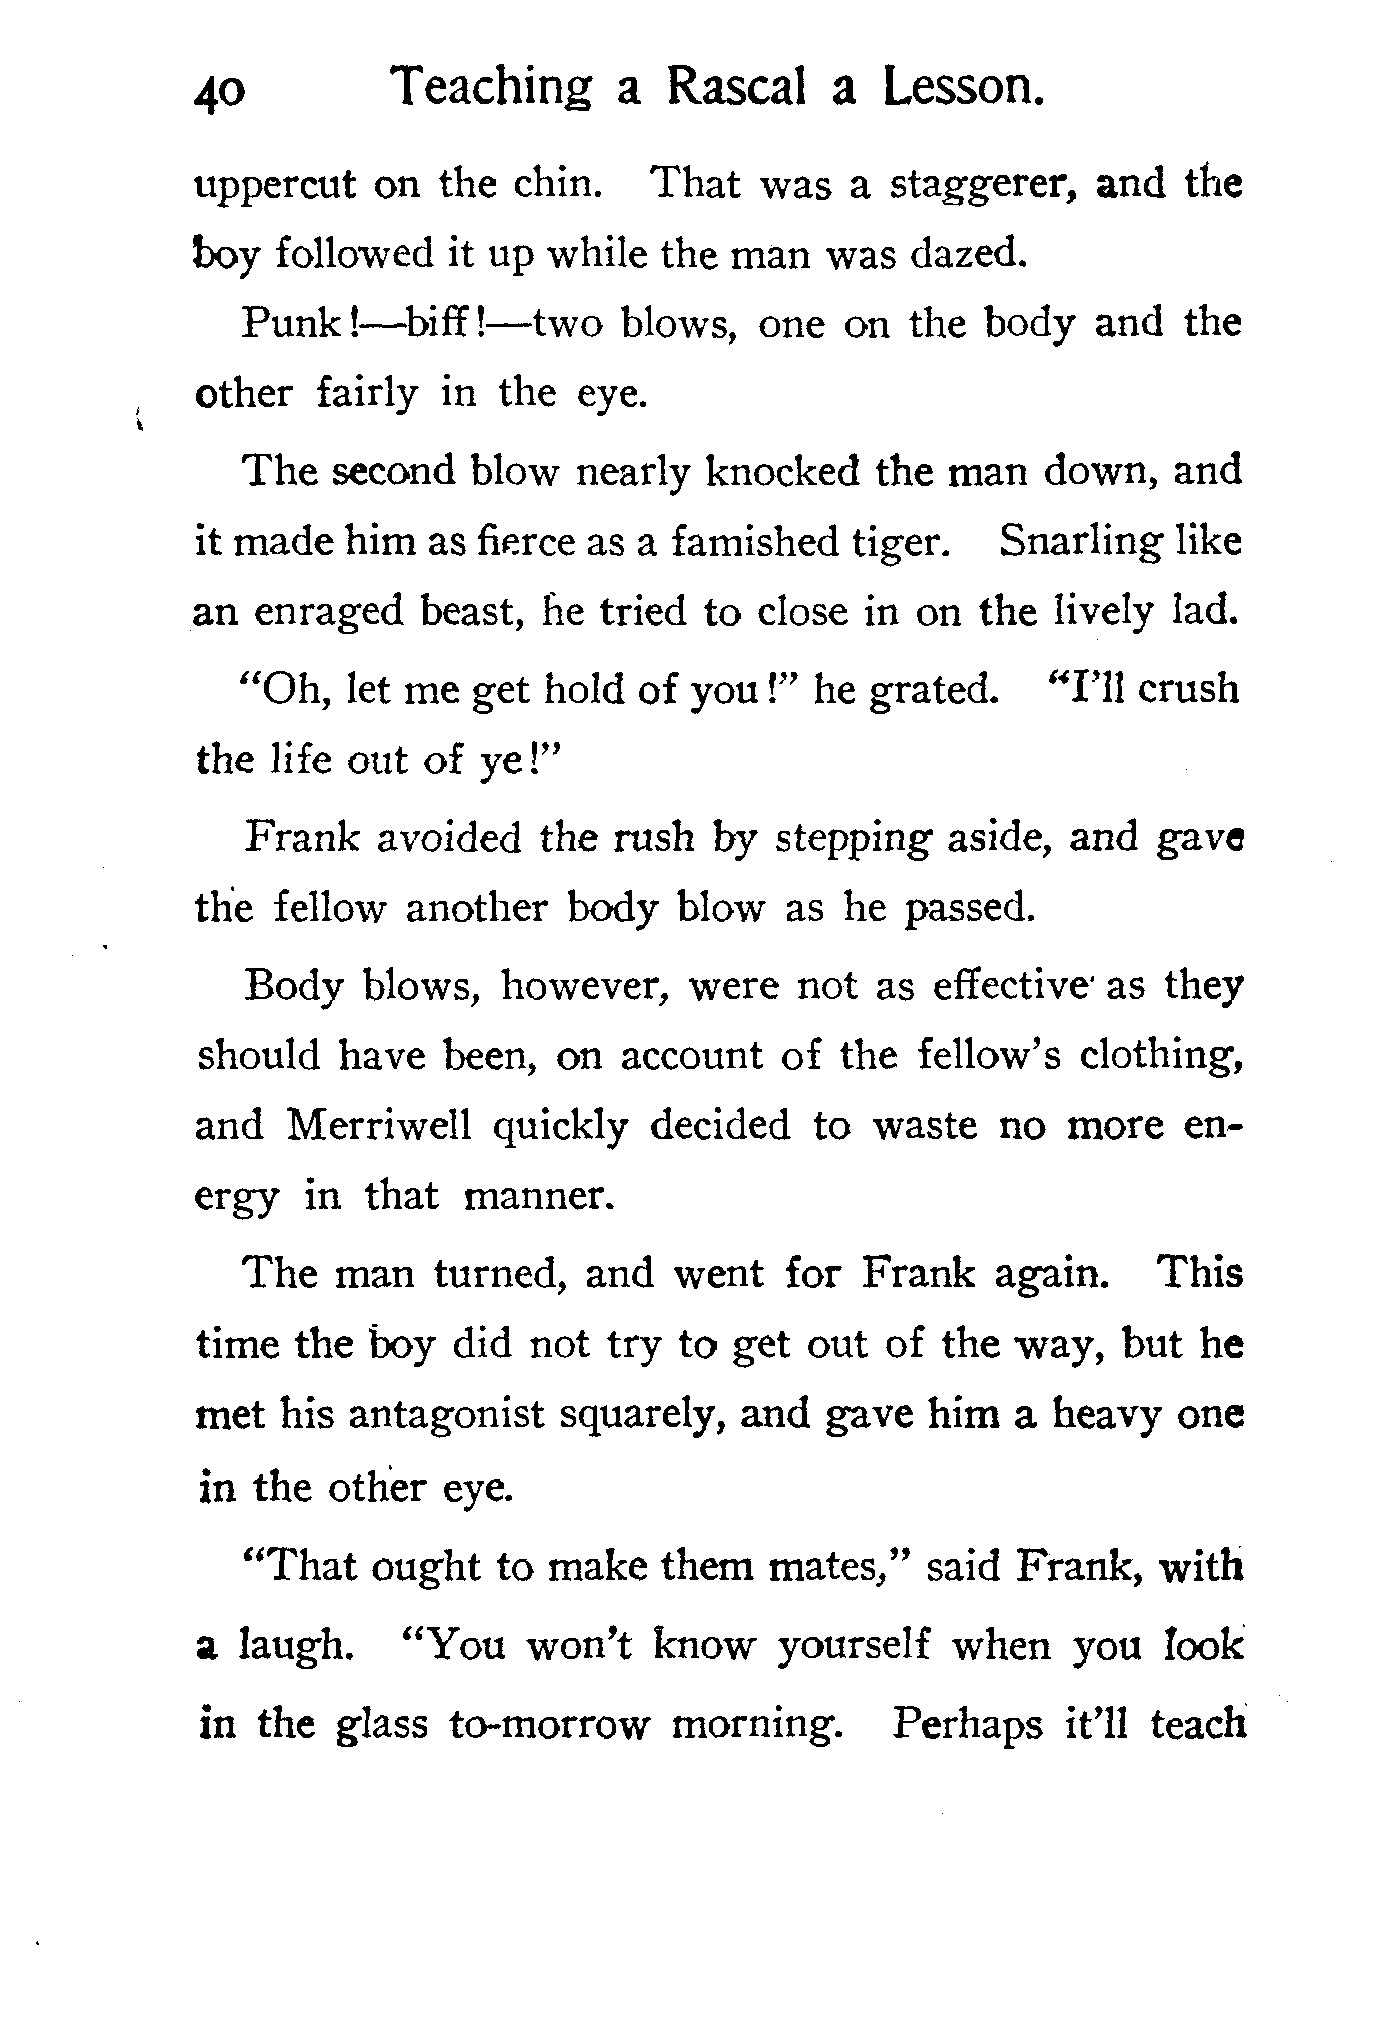 40 Teaching a Rascal a Lesson.
uppercut on the chin. That was a staggerer, and the
boy followed it up while the man was dazed.
Punk!—biff!—two blows, one on the body and the
other fairly in the eye.
The second blow nearly knocked the man down, and
it made him as fierce as a famished tiger. Snarling like
an enraged beast, he tried to close in on the lively lad.
“Oh, let me get hold of you!” he grated. “I’ll crush
the life out of ye!”
Frank avoided the rush by stepping aside, and gave
the fellow another body blow as he passed.
Body blows, however, were not as effective as they
should have been, on account of the fellow’s clothing,
and Merriwell quickly decided to waste no more en-
ergy in that manner.
The man turned, and went for Frank again. This
time the boy did not try to get out of the way, but he
met his antagonist squarely, and gave him a heavy one
in the other eye.
“That ought to make them mates,” said Frank, with
a laugh. “You won’t know yourself when you look
in the glass to-morrow morning. Perhaps it’ll teach